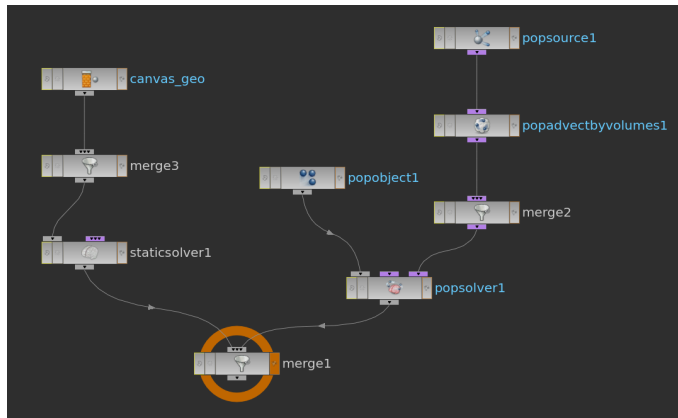 popsource1
canvas_geo
popadvectbyvolumes1
merge3
popobject1
merge2
staticsolver1
popsolver1
merge1